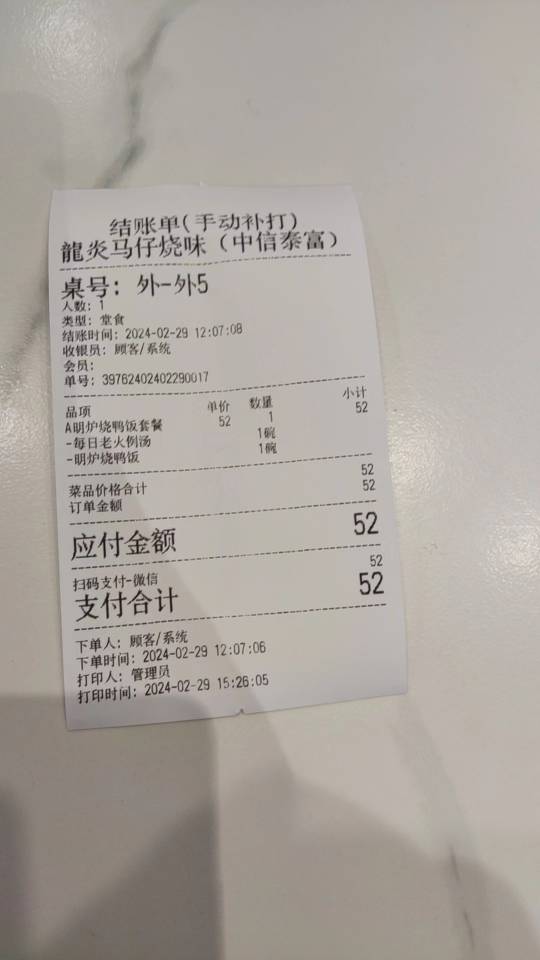 结账单(手动补打)
龍炎马仔烧味（中信泰富）
桌号：外-外5
人数：1
类型：堂食
结账时间：2024-02-29 12:07:08
收银员：顾客/系统
会员：
单号：39762402402290017
品项 单价 数量 小计
A明炉烧鸭饭套餐 52 1 52
-每日老火例汤 1碗
-明炉烧鸭饭 1碗
菜品价格合计 52
订单金额 52
应付金额 52
扫码支付-微信 52
支付合计 52
下单人：顾客/系统
下单时间：2024-02-29 12:07:06
打印人：管理员
打印时间：2024-02-29 15:26:05